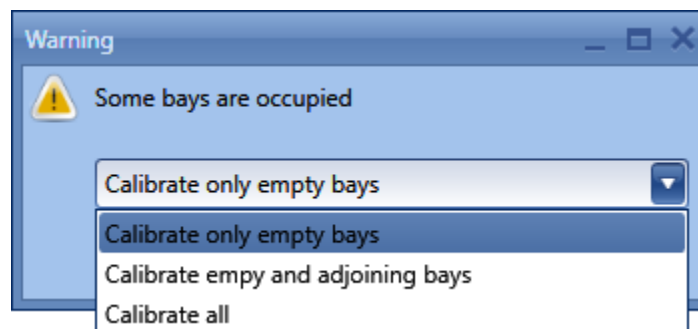 Warning
Some bays are occupied
Calibrate only empty bays
Calibrate only empty bays
Calibrate empy and adjoining bays
Calibrate all